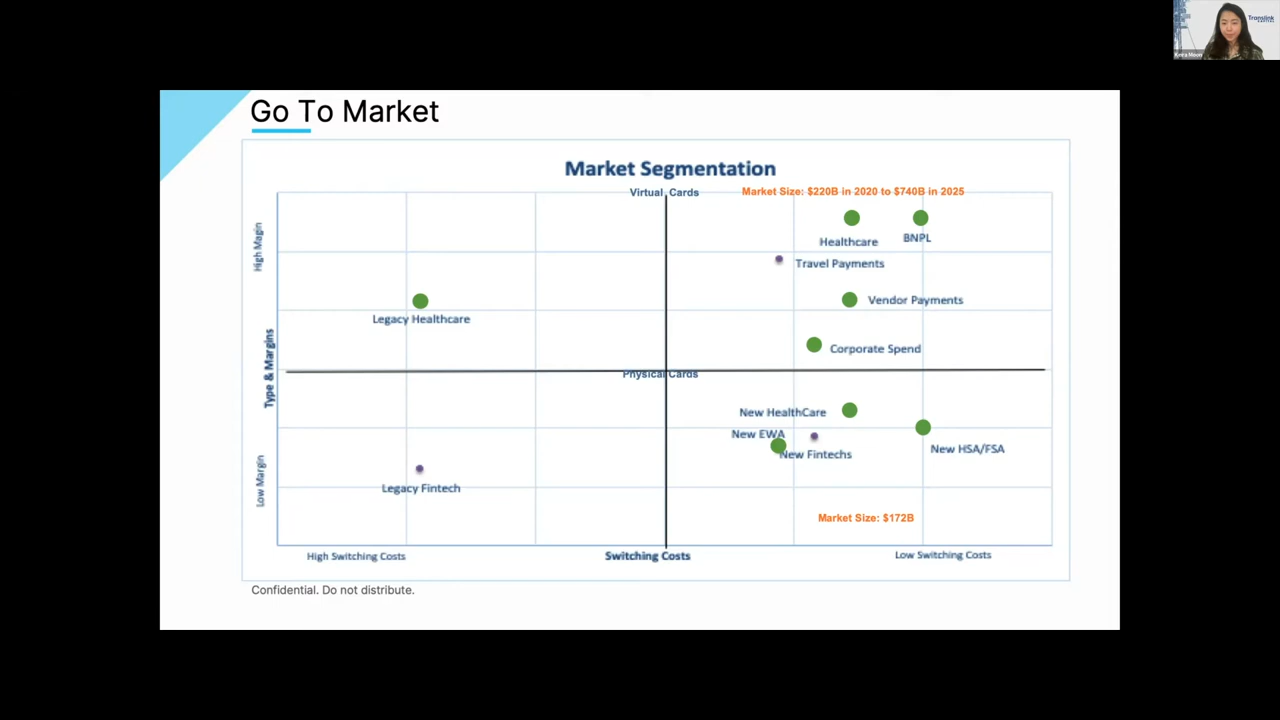 Translink
CAPITAL
Go To Market
Market Segmentation
Virtual Cards
Market Size: $220B in 2020 to $740B in 2025
High Magin
Healthcare
BNPL
Travel Payments
Vendor Payments
Legacy Healthcare
Corporate Spend
Type & Margins
Physical Cards
New HealthCare
New EWA
New Fintechs
New HSA/FSA
Low Margin
Legacy Fintech
Market Size: $172B
High Switching Costs
Switching Costs
Low Switching Costs
Confidential. Do not distribute.